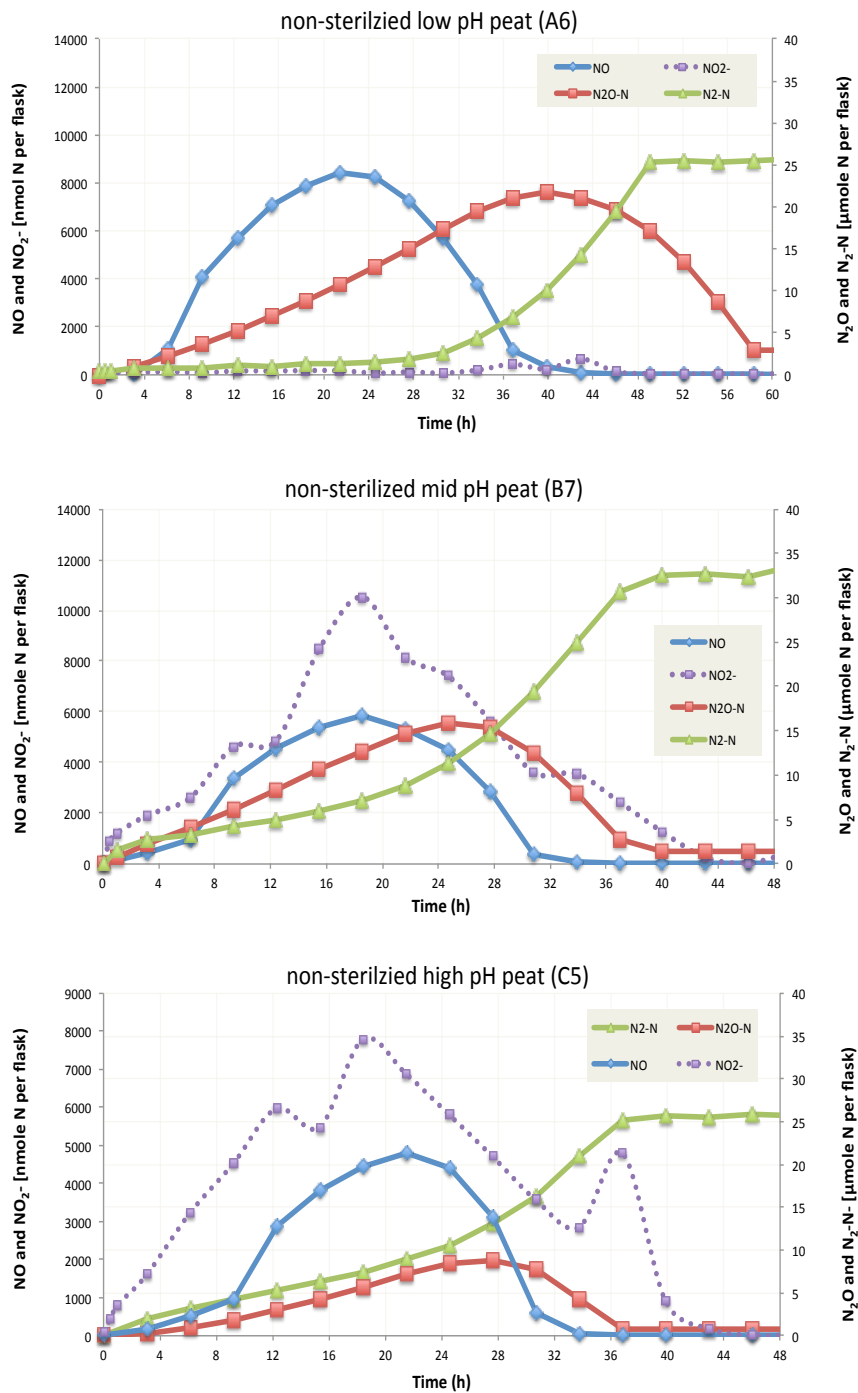 non-sterilzied low pH peat (A6)
NO and NO2- [nmol N per flask]
14000
12000
10000
8000
6000
4000
2000
0
NO
NO2-
N2O-N
N2-N
40
35
30
25
20
15
10
5
0
N2O and N2-N [µmole N per flask]
0 4 8 12 16 20 24 28 32 36 40 44 48 52 56 60
Time (h)
non-sterilized mid pH peat (B7)
NO and NO2- [nmole N per flask)
14000
12000
10000
8000
6000
4000
2000
0
NO
NO2-
N2O-N
N2-N
40
35
30
25
20
15
10
5
0
N2O and N2-N (µmole N per flask]
0 4 8 12 16 20 24 28 32 36 40 44 48
Time (h)
non-sterilzied high pH peat (C5)
NO and NO2- [nmole N per flask)
9000
8000
7000
6000
5000
4000
3000
2000
1000
0
N2-N
N2O-N
NO
NO2-
40
35
30
25
20
15
10
5
0
N2O and N2-N- [µmole N per flask]
0 4 8 12 16 20 24 28 32 36 40 44 48
Time (h)